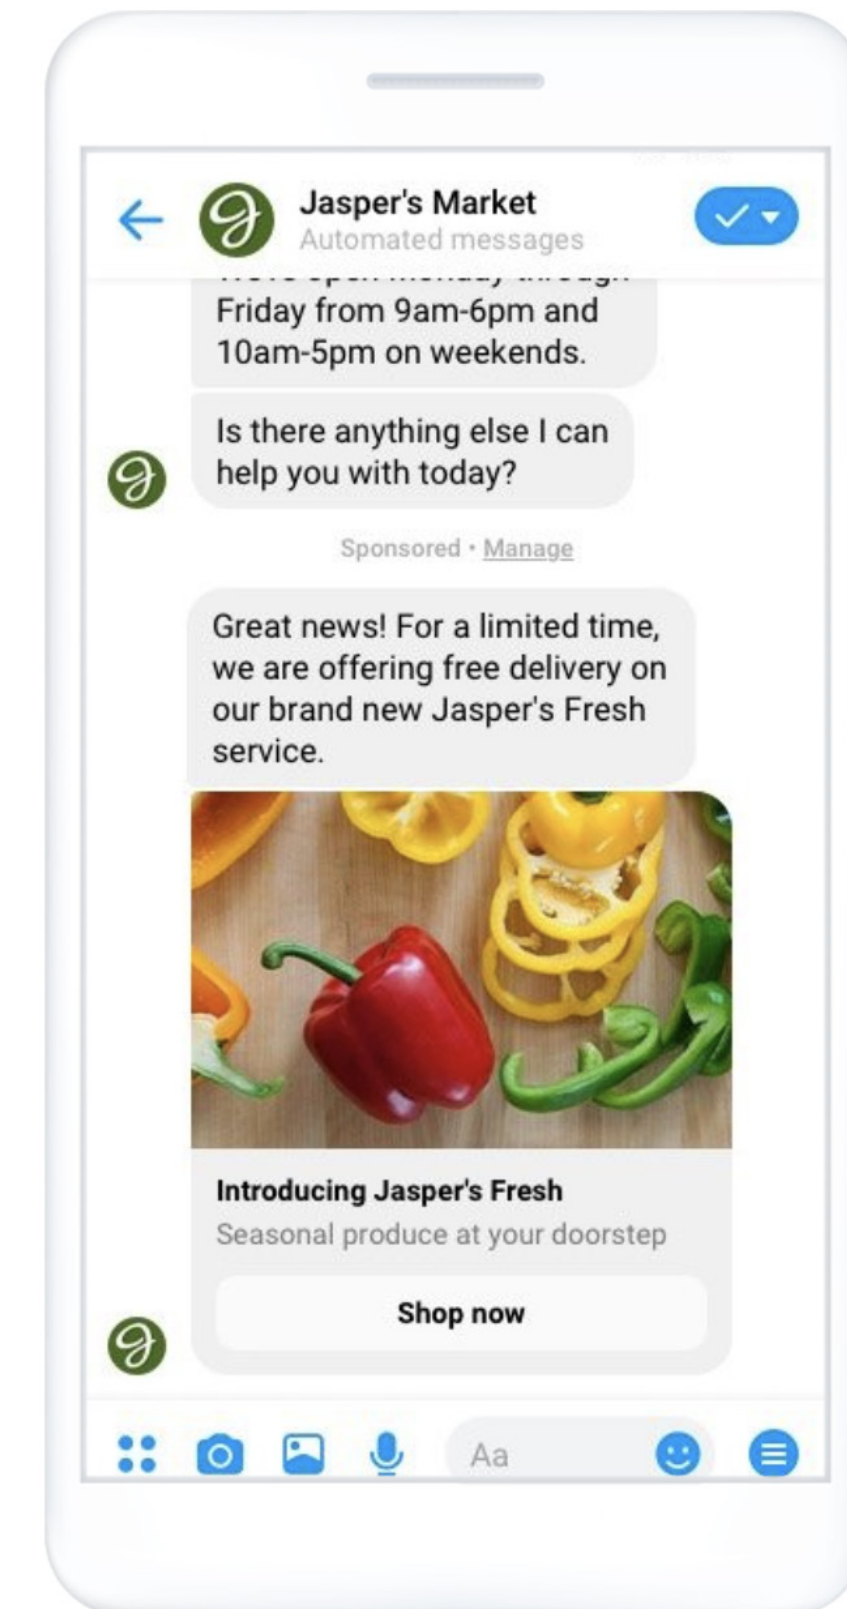 Jasper's Market
Automated messages
Friday from 9am-6pm and
10am-5pm on weekends.
Is there anything else I can
help you with today?
Sponsored · Manage
Great news! For a limited time,
we are offering free delivery on
our brand new Jasper's Fresh
service.
Introducing Jasper's Fresh
Seasonal produce at your doorstep
Shop now
Aa